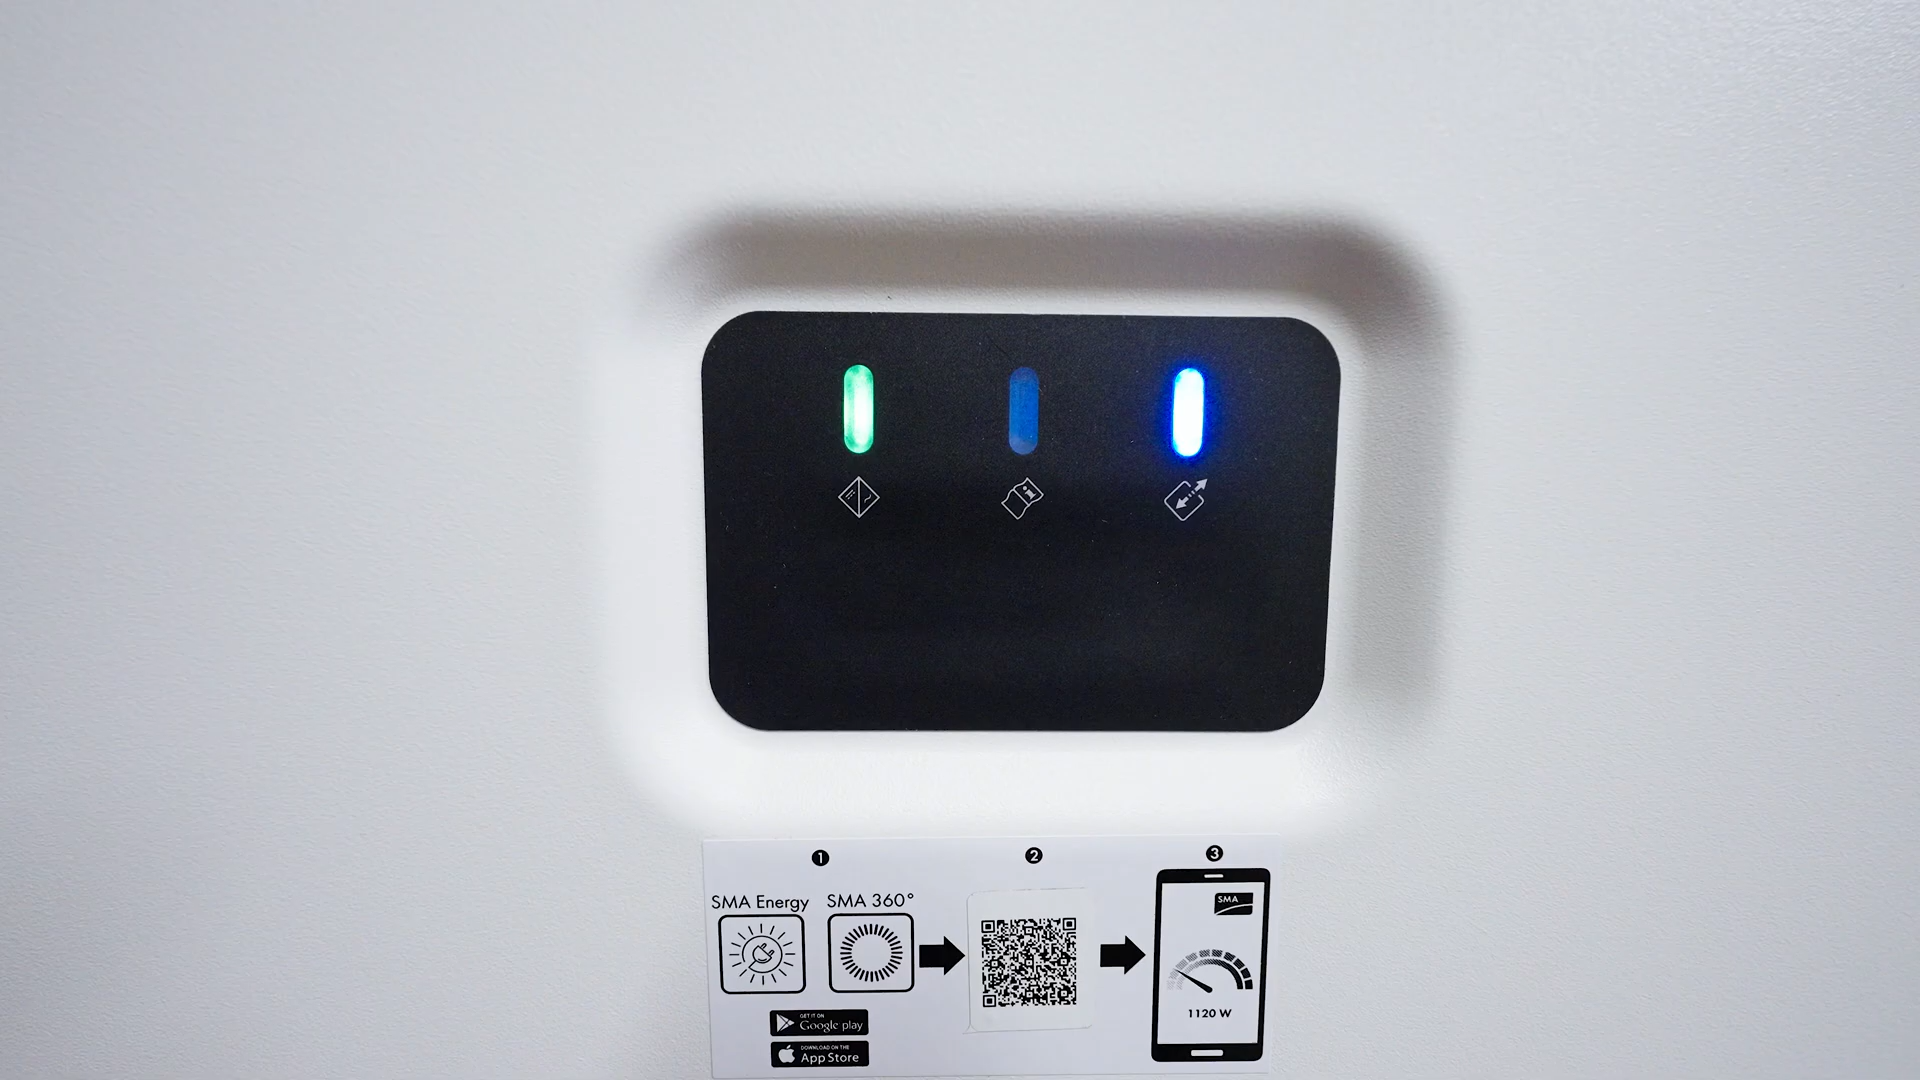 1
2
3
SMA Energy
SMA 360°
SMA
1120 W
GET IT ON
Google play
DOWNLOAD ON THE
App Store